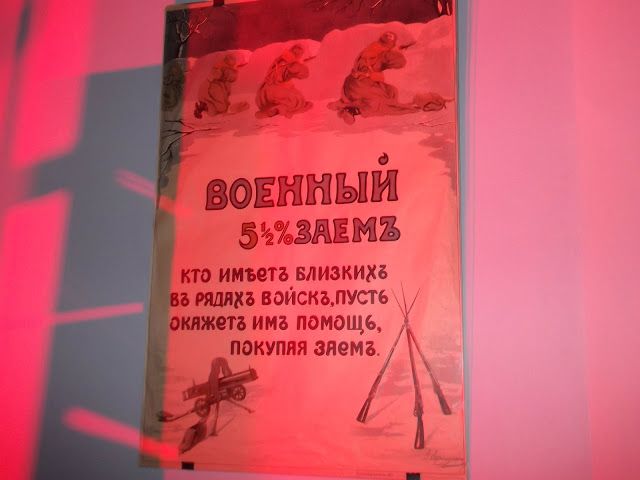 ВОЕННЫЙ
5½% ЗАЕМЪ
КТО ИМѢЕТЪ БЛИЗКИХЪ
ВЪ РЯДАХЪ ВОЙСКЪ, ПУСТЬ
ОКАЖЕТЪ ИМЪ ПОМОЩЬ,
ПОКУПАЯ ЗАЕМЪ.